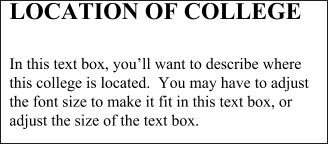 LOCATION OF COLLEGE
In this text box, you’ll want to describe where
this college is located.  You may have to adjust
the font size to make it fit in this text box, or
adjust the size of the text box.